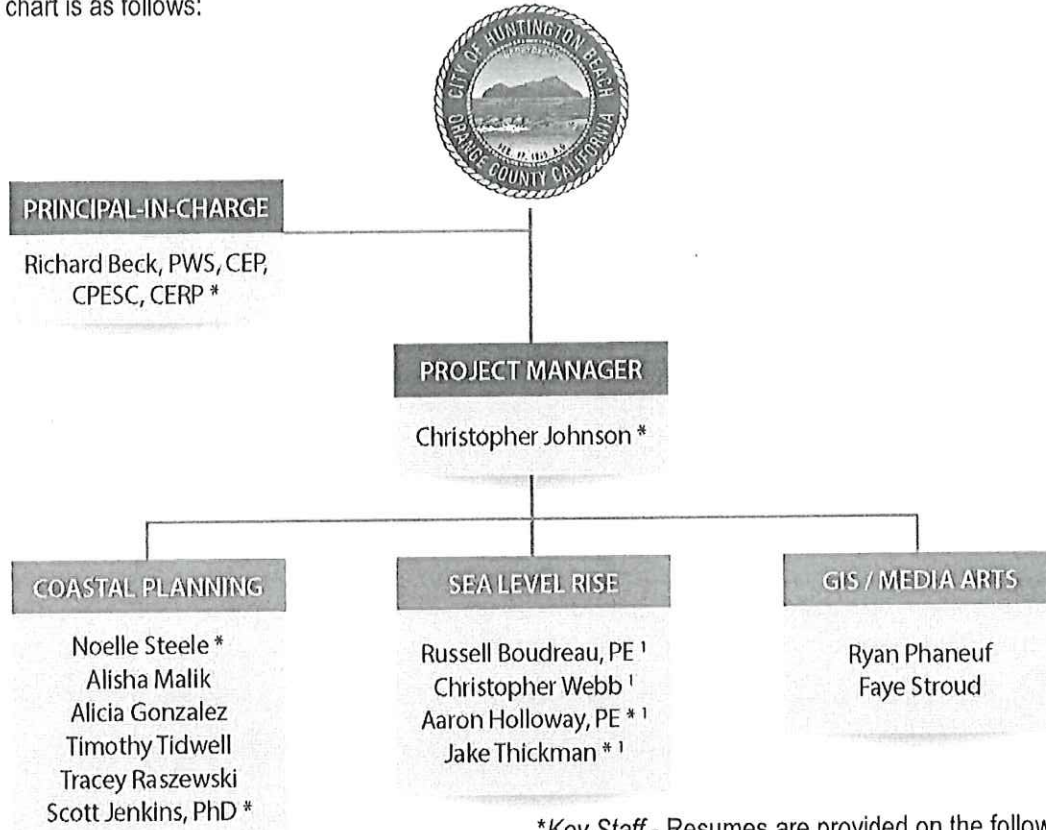 chart is as follows:
CITY OF HUNTINGTON BEACH
ORANGE COUNTY CALIFORNIA
FEB. 17, 1909, A.D.
PRINCIPAL-IN-CHARGE
Richard Beck, PWS, CEP,
CPESC, CERP *
PROJECT MANAGER
Christopher Johnson *
COASTAL PLANNING
Noelle Steele *
Alisha Malik
Alicia Gonzalez
Timothy Tidwell
Tracey Raszewski
Scott Jenkins, PhD *
SEA LEVEL RISE
Russell Boudreau, PE ¹
Christopher Webb ¹
Aaron Holloway, PE * ¹
Jake Thickman * ¹
GIS / MEDIA ARTS
Ryan Phaneuf
Faye Stroud
*Key Staff - Resumes are provided on the follow